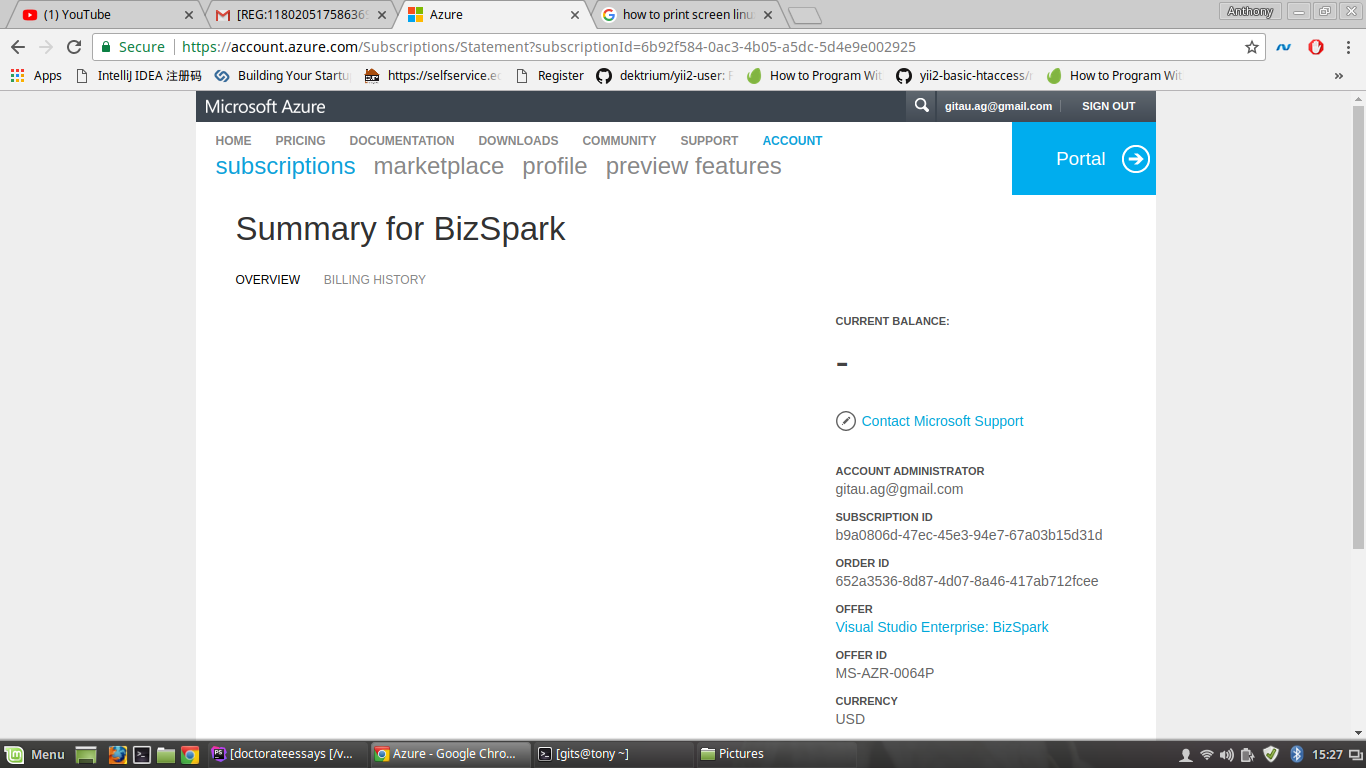 (1) YouTube
[REG:11802051758636
Azure
how to print screen linu
Anthony
Secure
https://account.azure.com/Subscriptions/Statement?subscriptionId=6b92f584-0ac3-4b05-a5dc-5d4e9e002925
Apps
IntelliJ IDEA 注册码
Building Your Startu
https://selfservice.ec
Register
dektrium/yii2-user: F
How to Program Wit
yii2-basic-htaccess/
How to Program Wit
»
Microsoft Azure
gitau.ag@gmail.com
SIGN OUT
HOME
PRICING
DOCUMENTATION
DOWNLOADS
COMMUNITY
SUPPORT
ACCOUNT
subscriptions
marketplace
profile
preview features
Portal
Summary for BizSpark
OVERVIEW
BILLING HISTORY
CURRENT BALANCE:
-
Contact Microsoft Support
ACCOUNT ADMINISTRATOR
gitau.ag@gmail.com
SUBSCRIPTION ID
b9a0806d-47ec-45e3-94e7-67a03b15d31d
ORDER ID
652a3536-8d87-4d07-8a46-417ab712fcee
OFFER
Visual Studio Enterprise: BizSpark
OFFER ID
MS-AZR-0064P
CURRENCY
USD
Menu
[doctorateessays [/v...
Azure - Google Chro...
[gits@tony ~]
Pictures
15:27